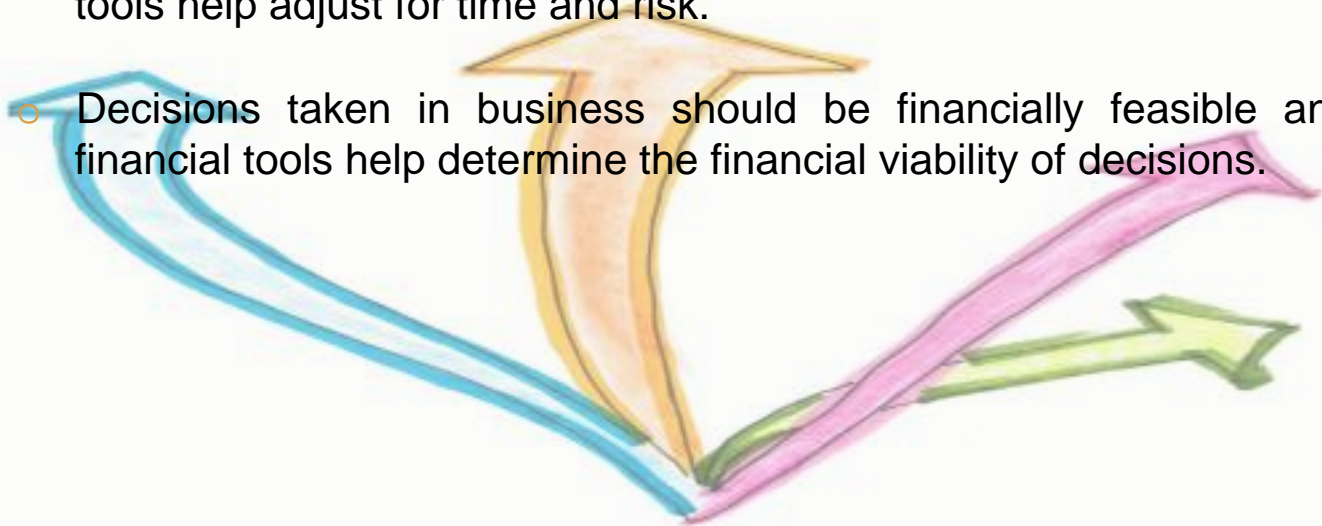 tools help adjust for time and risk.
Decisions taken in business should be financially feasible
financial tools help determine the financial viability of decisions.